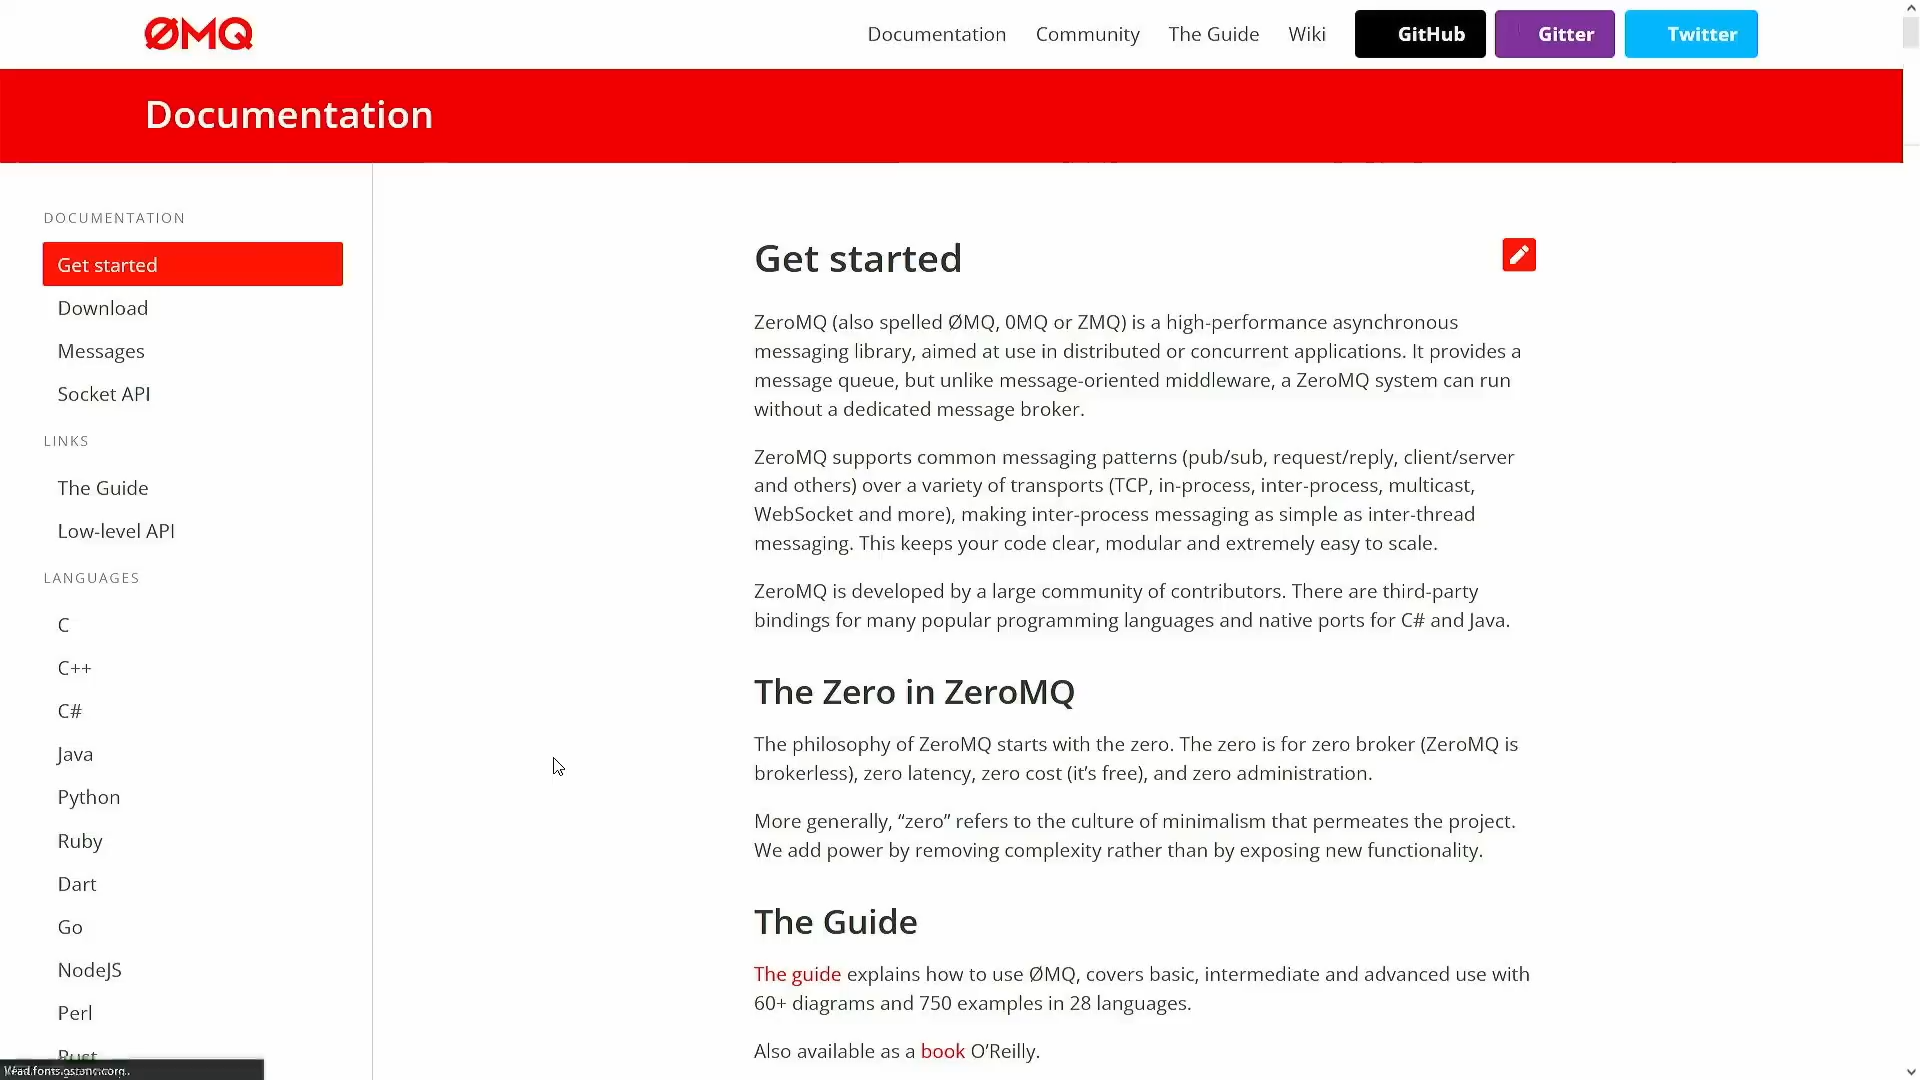 ØMQ
Documentation Community The Guide Wiki GitHub Gitter Twitter
Documentation
DOCUMENTATION
Get started
Download
Messages
Socket API
LINKS
The Guide
Low-level API
LANGUAGES
C
C++
C#
Java
Python
Ruby
Dart
Go
NodeJS
Perl
Rust
Get started
ZeroMQ (also spelled ØMQ, 0MQ or ZMQ) is a high-performance asynchronous
messaging library, aimed at use in distributed or concurrent applications. It provides a
message queue, but unlike message-oriented middleware, a ZeroMQ system can run
without a dedicated message broker.
ZeroMQ supports common messaging patterns (pub/sub, request/reply, client/server
and others) over a variety of transports (TCP, in-process, inter-process, multicast,
WebSocket and more), making inter-process messaging as simple as inter-thread
messaging. This keeps your code clear, modular and extremely easy to scale.
ZeroMQ is developed by a large community of contributors. There are third-party
bindings for many popular programming languages and native ports for C# and Java.
The Zero in ZeroMQ
The philosophy of ZeroMQ starts with the zero. The zero is for zero broker (ZeroMQ is
brokerless), zero latency, zero cost (it’s free), and zero administration.
More generally, “zero” refers to the culture of minimalism that permeates the project.
We add power by removing complexity rather than by exposing new functionality.
The Guide
The guide explains how to use ØMQ, covers basic, intermediate and advanced use with
60+ diagrams and 750 examples in 28 languages.
Also available as a book O’Reilly.